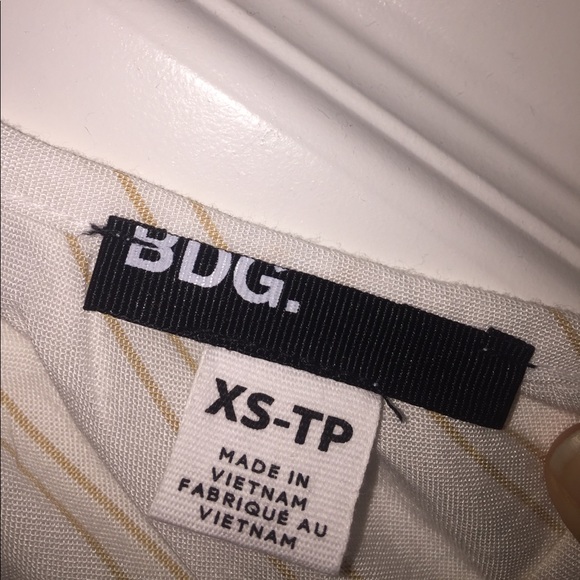 BDG.
XS-TP
MADE IN
VIETNAM
FABRIQUÉ AU
VIETNAM